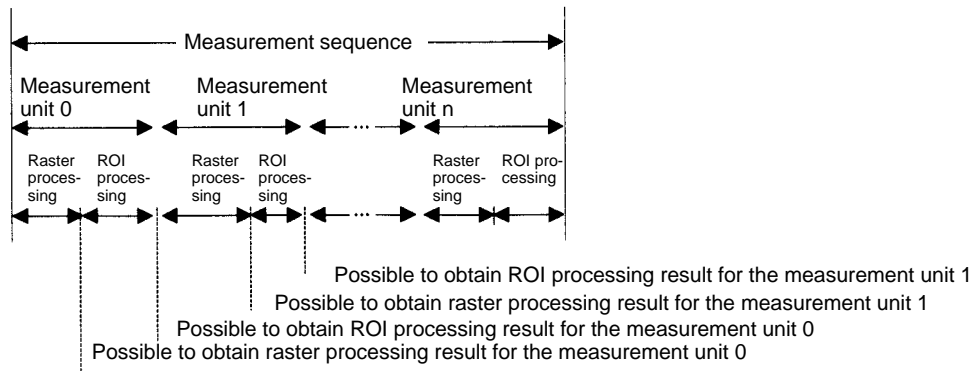 Measurement sequence
Measurement
unit 0
Measurement
unit 1
...
Measurement
unit n
Raster
proces-
sing
ROI
proces-
sing
Raster
proces-
sing
ROI
proces-
sing
...
Raster
proces-
sing
ROI pro-
cessing
Possible to obtain ROI processing result for the measurement unit 1
Possible to obtain raster processing result for the measurement unit 1
Possible to obtain ROI processing result for the measurement unit 0
Possible to obtain raster processing result for the measurement unit 0